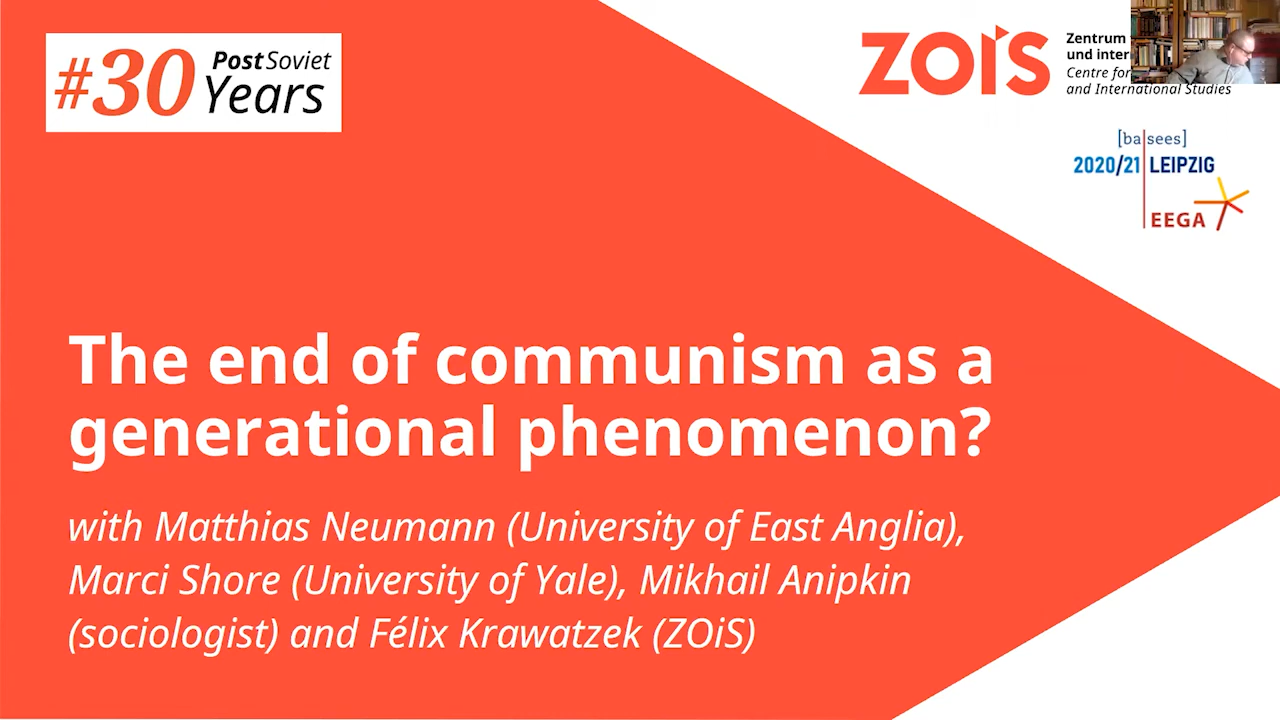 #30 PostSoviet
Years
ZOiS
Zentrum
und inter
Centre for
and International Studies
[ba|sees]
2020/21 LEIPZIG
EEGA
The end of communism as a
generational phenomenon?
with Matthias Neumann (University of East Anglia),
Marci Shore (University of Yale), Mikhail Anipkin
(sociologist) and Félix Krawatzek (ZOiS)